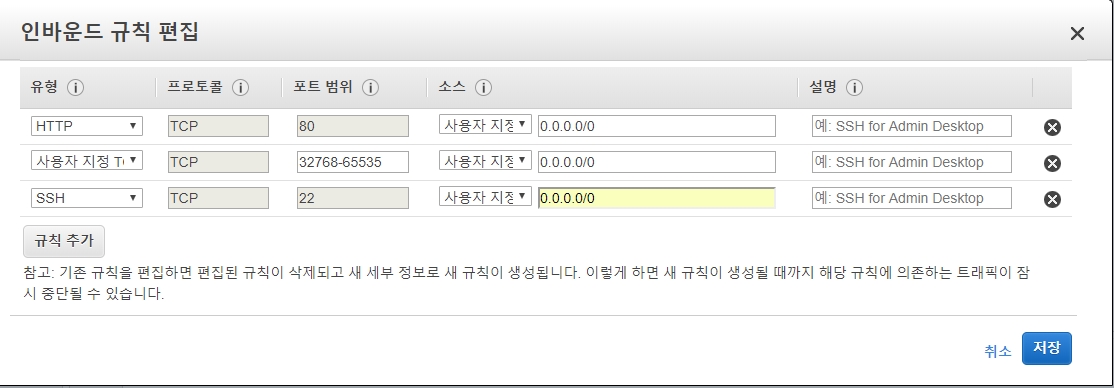 인바운드 규칙 편집
유형 프로토콜 포트 범위 소스 설명
HTTP TCP 80 사용자 지정 0.0.0.0/0 예: SSH for Admin Desktop
사용자 지정 TCP 32768-65535 사용자 지정 0.0.0.0/0 예: SSH for Admin Desktop
SSH TCP 22 사용자 지정 0.0.0.0/0 예: SSH for Admin Desktop
규칙 추가
참고: 기존 규칙을 편집하면 편집된 규칙이 삭제되고 새 세부 정보로 새 규칙이 생성됩니다. 이렇게 하면 새 규칙이 생성될 때까지 해당 규칙에 의존하는 트래픽이 잠
시 중단될 수 있습니다.
취소 저장